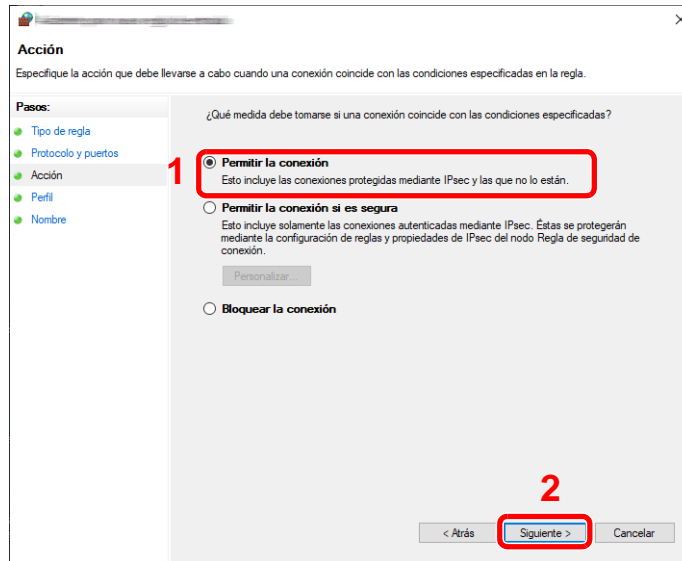 Acción
Especifique la acción que debe llevarse a cabo cuando una conexión coincide con las condiciones especificadas en la regla.
Pasos:
Tipo de regla
Protocolo y puertos
Acción
Perfil
Nombre
¿Qué medida debe tomarse si una conexión coincide con las condiciones especificadas?
1
Permitir la conexión
Esto incluye las conexiones protegidas mediante IPsec y las que no lo están.
Permitir la conexión si es segura
Esto incluye solamente las conexiones autenticadas mediante IPsec. Éstas se protegerán
mediante la configuración de reglas y propiedades de IPsec del nodo Regla de seguridad de
conexión.
Personalizar...
Bloquear la conexión
2
< Atrás
Siguiente >
Cancelar